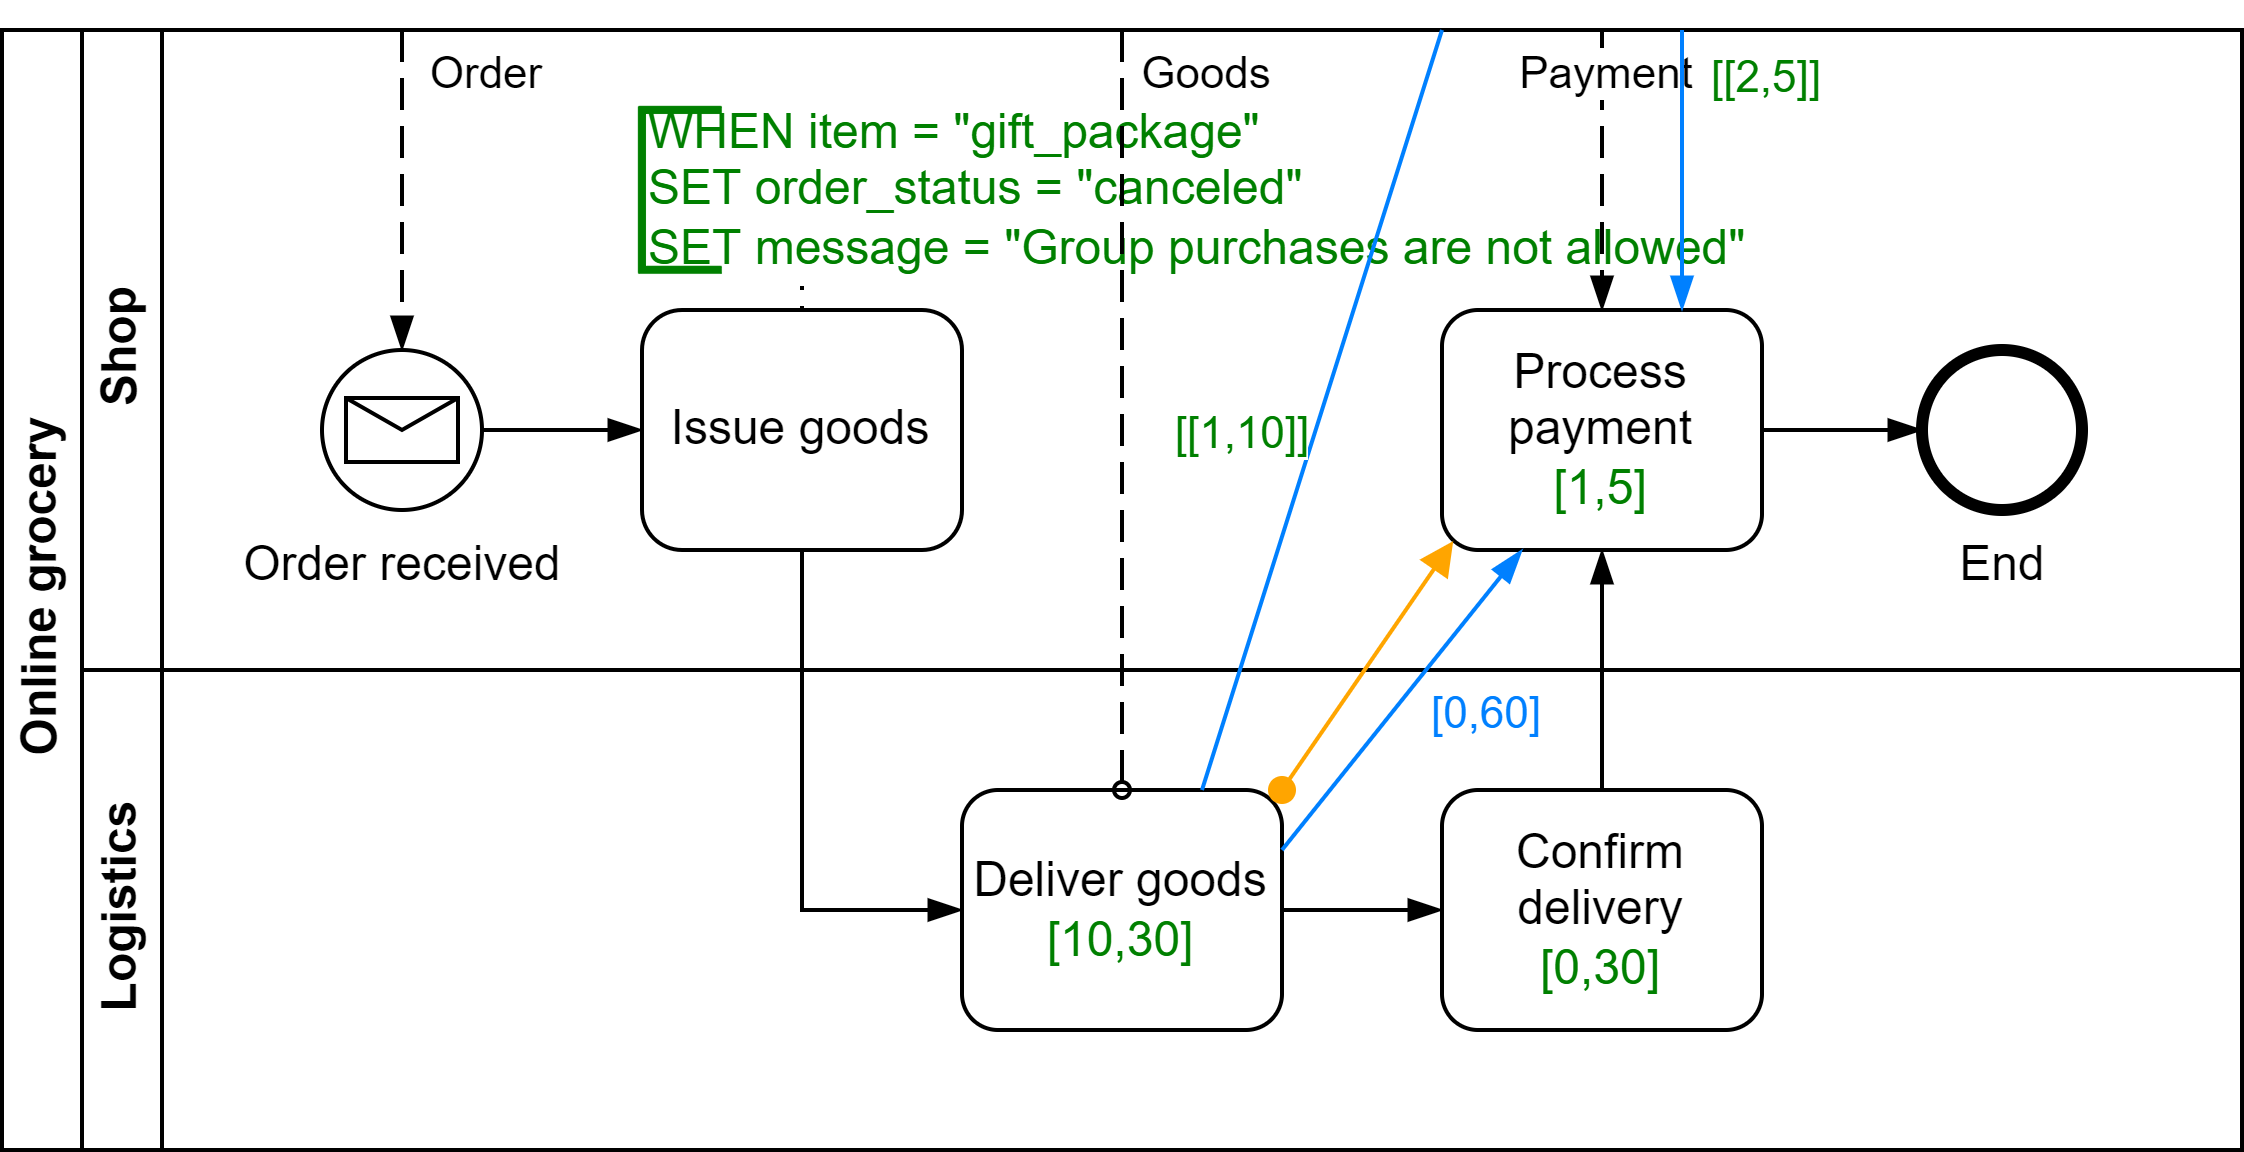 Online grocery
Shop
Logistics
Order
Goods
Payment
[[2,5]]
WHEN item = "gift_package"
SET order_status = "canceled"
SET message = "Group purchases are not allowed"
Order received
Issue goods
[[1,10]]
Process
payment
[1,5]
End
[0,60]
Deliver goods
[10,30]
Confirm
delivery
[0,30]